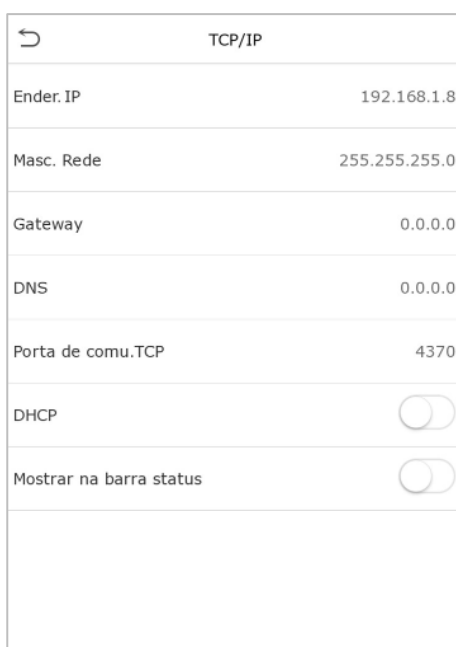 TCP/IP
Ender. IP 192.168.1.8
Masc. Rede 255.255.255.0
Gateway 0.0.0.0
DNS 0.0.0.0
Porta de comu.TCP 4370
DHCP
Mostrar na barra status